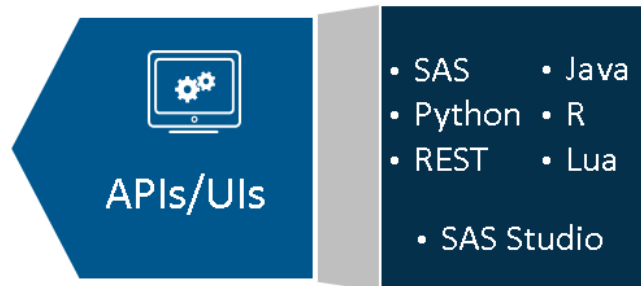 APIs/UIs
• SAS • Java
• Python • R
• REST • Lua
• SAS Studio